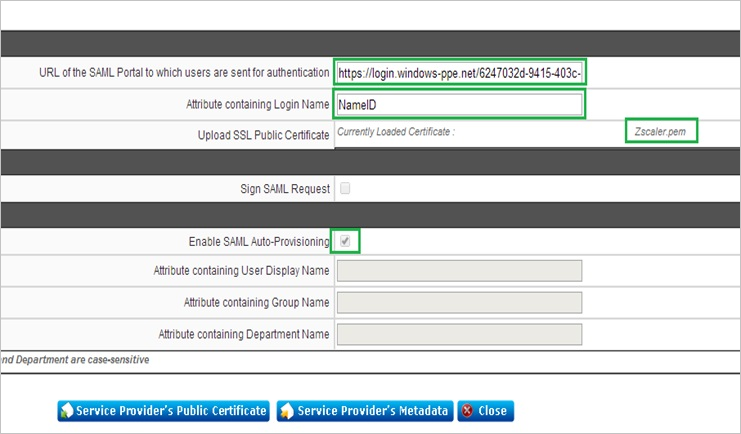 URL of the SAML Portal to which users are sent for authentication https://login.windows-ppe.net/6247032d-9415-403c-
Attribute containing Login Name NameID
Upload SSL Public Certificate Currently Loaded Certificate : Zscaler.pem
Sign SAML Request
Enable SAML Auto-Provisioning
Attribute containing User Display Name
Attribute containing Group Name
Attribute containing Department Name
and Department are case-sensitive
Service Provider's Public Certificate Service Provider's Metadata Close